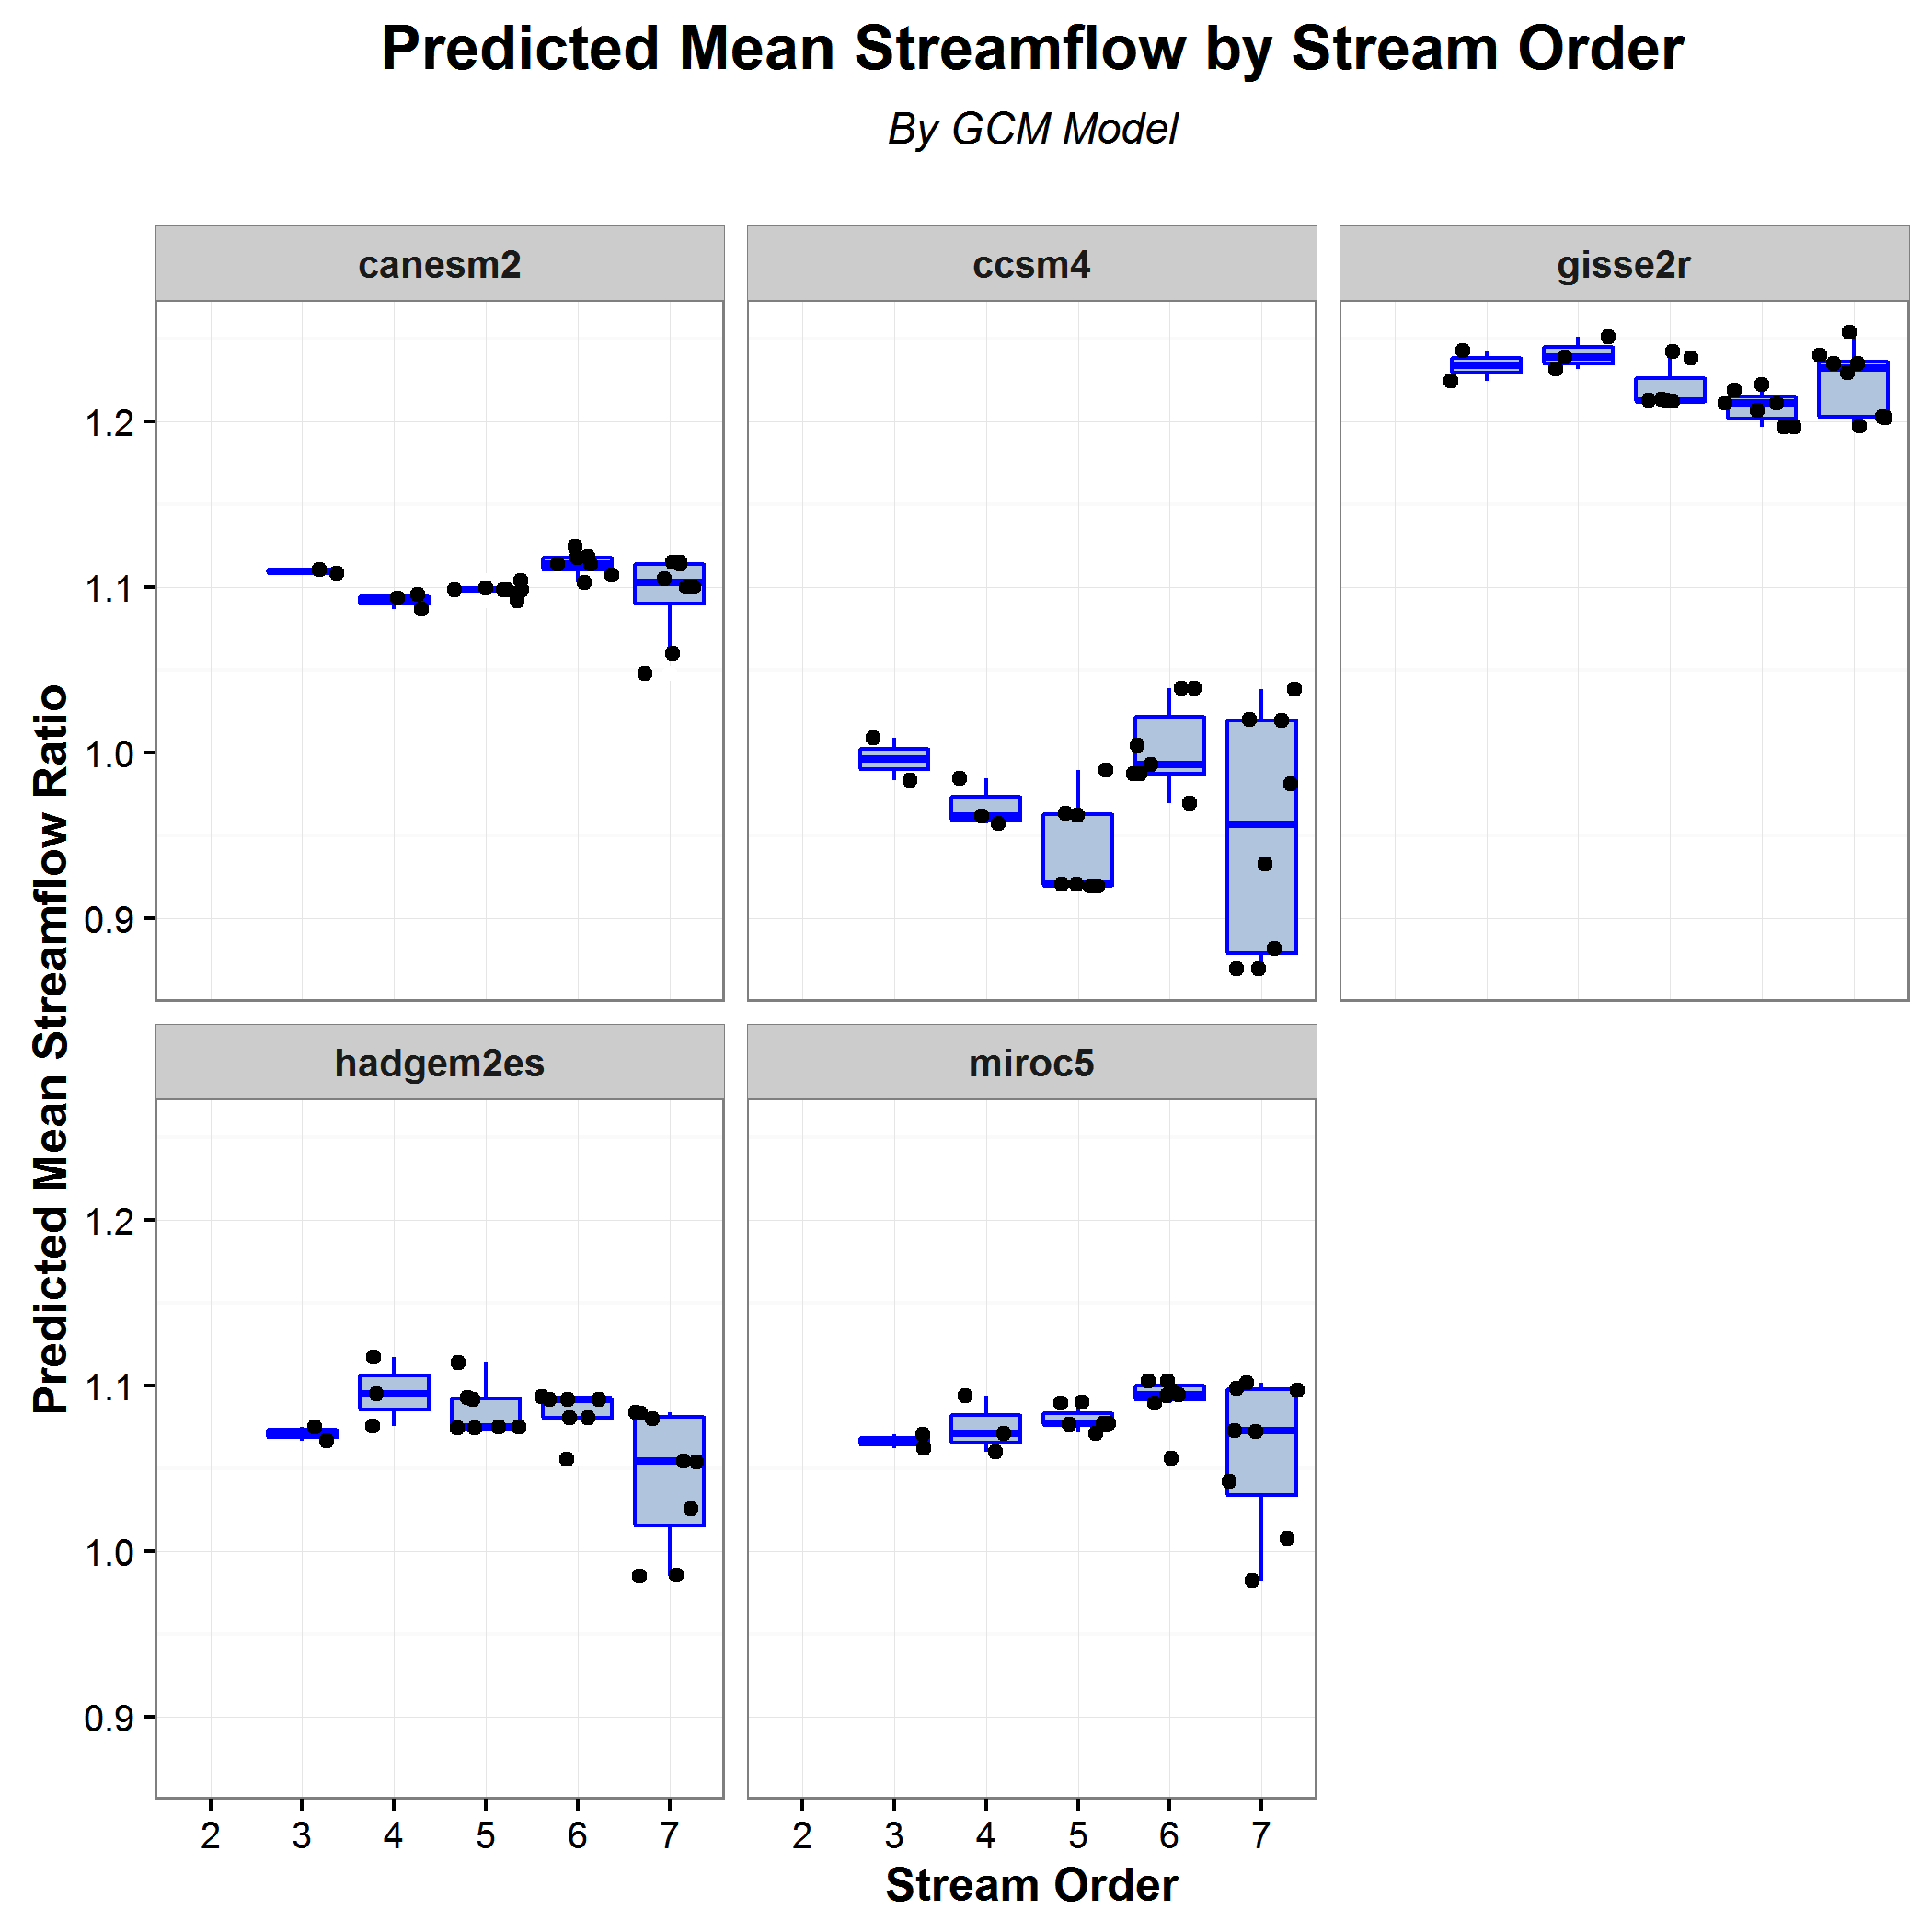 Predicted Mean Streamflow by Stream Order
By GCM Model
canesm2
ccsm4
gisse2r
1.2
1.1
1.0
0.9
Predicted Mean Streamflow Ratio
hadgem2es
miroc5
1.2
1.1
1.0
0.9
2 3 4 5 6 7
2 3 4 5 6 7
Stream Order